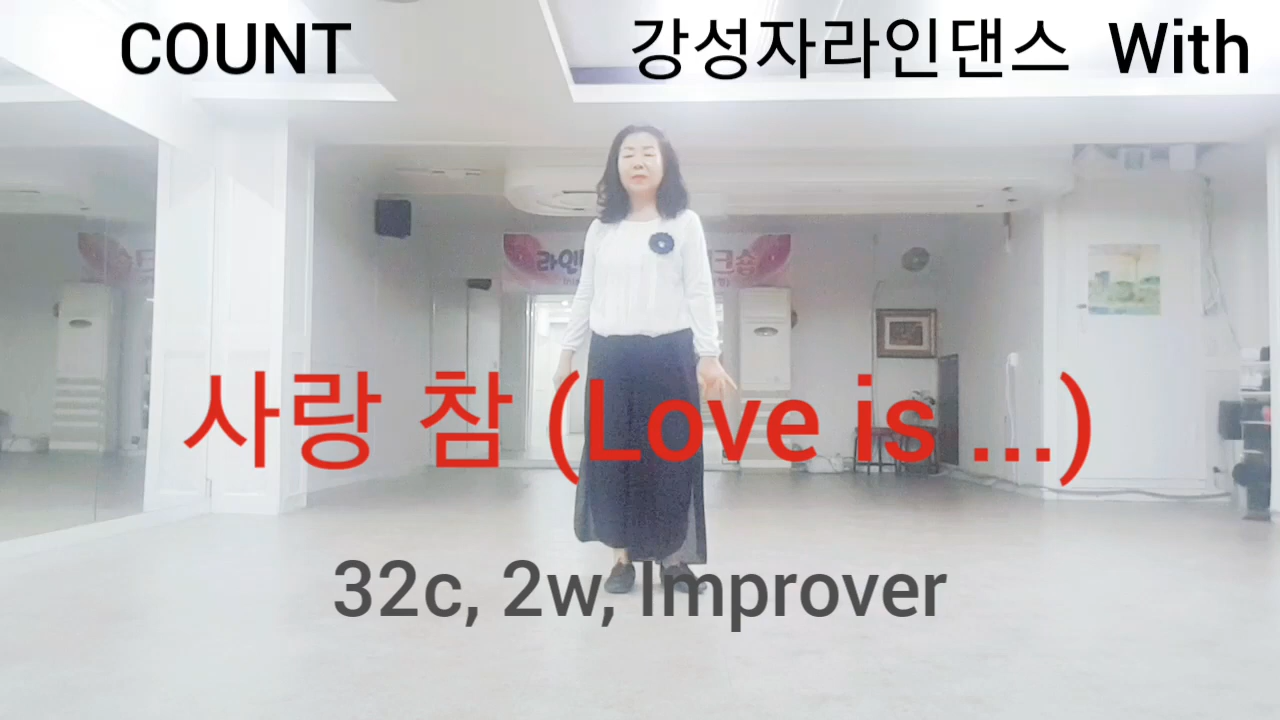 COUNT 강성자라인댄스 With
사랑 참 (Love is ...)
32c, 2w, Improver